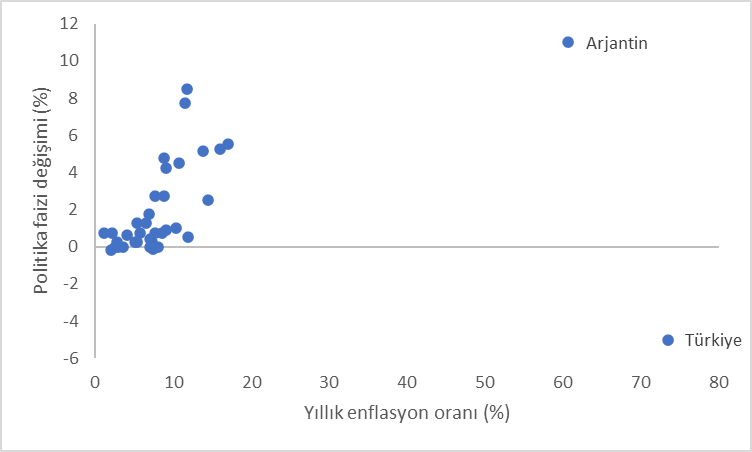 12
10
8
6
4
2
0
-2
-4
-6
Politika faizi değişimi (%)
Arjantin
Türkiye
0 10 20 30 40 50 60 70 80
Yıllık enflasyon oranı (%)